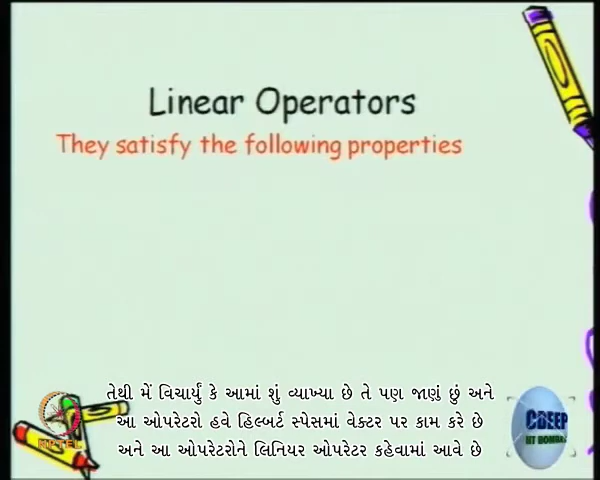 Linear Operators
They satisfy the following properties
તેથી મેં વિચાર્યું કે આમાં શું વ્યાખ્યા છે તે પણ જાણું છું અને
આ ઓપરેટરો હવે હિલ્બર્ટ સ્પેસમાં વેક્ટર પર કામ કરે છે
અને આ ઓપરેટરોને લિનિયર ઓપરેટર કહેવામાં આવે છે
NPTEL
CDEEP
IIT BOMBAY